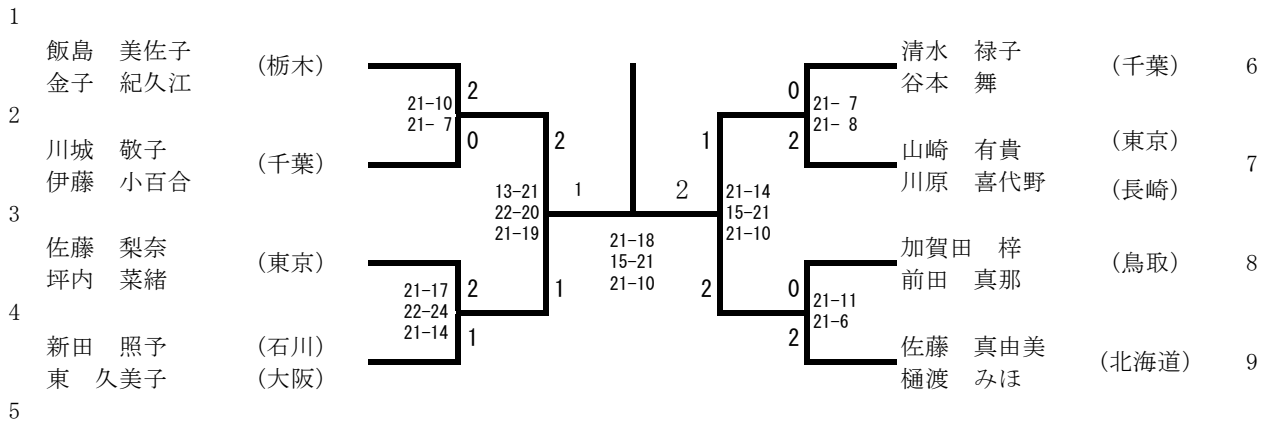 1
飯島　美佐子
金子　紀久江
（栃木）
2
川城　敬子
伊藤　小百合
（千葉）
3
佐藤　梨奈
坪内　菜緒
（東京）
4
新田　照予
東　久美子
（石川）
（大阪）
5
2
21-10
21- 7
0
2
13-21
22-20
21-19
1
2
21-17
22-24
21-14
1
1
2
21-18
15-21
21-10
0
21- 7
21- 8
2
1
21-14
15-21
21-10
2
0
21-11
21-6
2
清水　禄子
谷本　舞
（千葉）
6
山崎　有貴
川原　喜代野
（東京）
（長崎）
7
加賀田　梓
前田　真那
（鳥取）
8
佐藤　真由美
樋渡　みほ
（北海道）
9